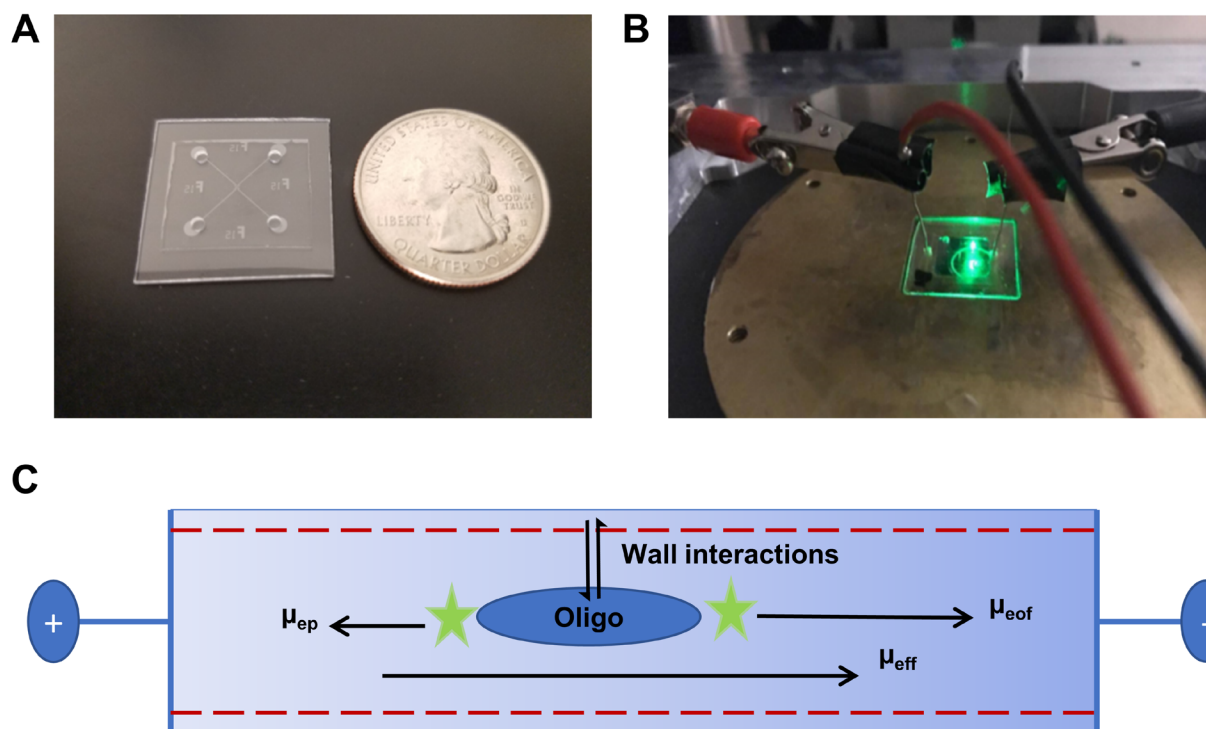 A
B
UNITED STATES OF AMERICA
LIBERTY
IN
GOD WE
TRUST
QUARTER DOLLAR
C
+
Wall interactions
Oligo
μep
μeof
μeff